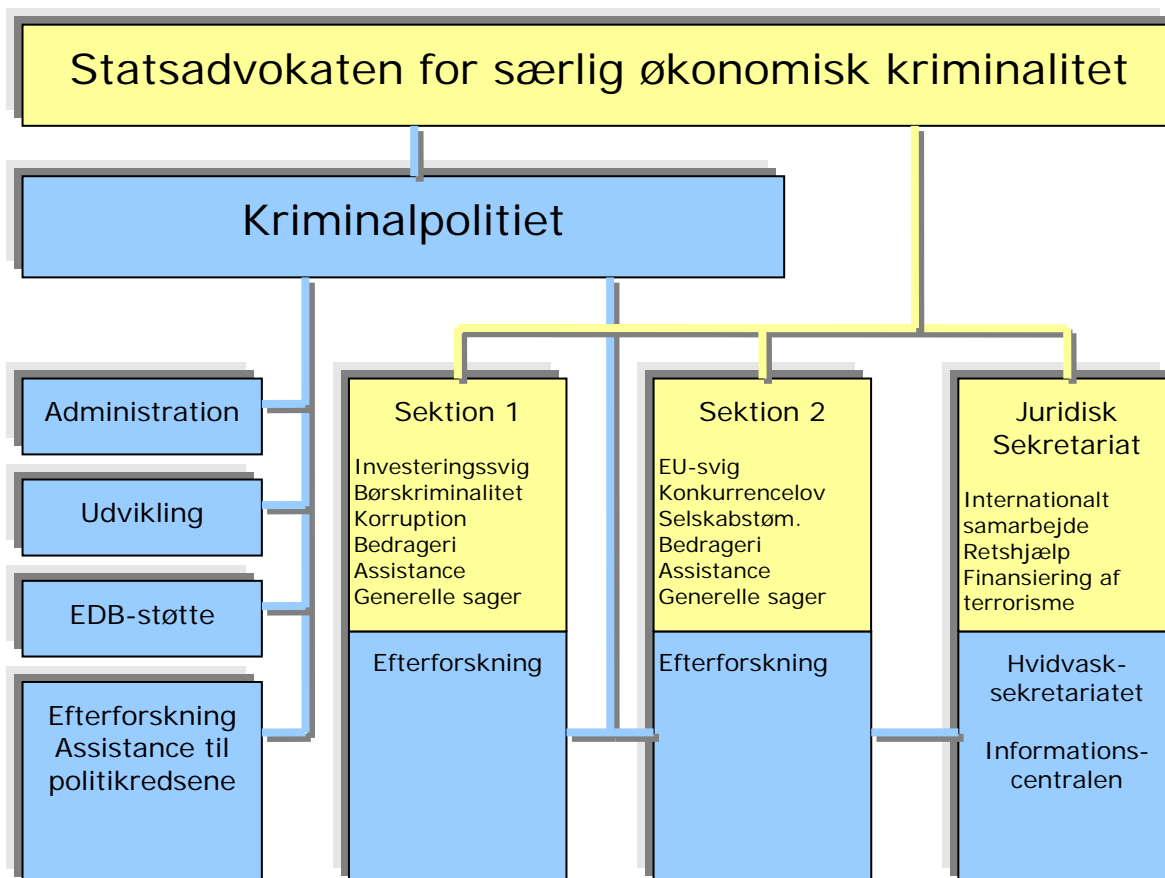 Statsadvokaten for særlig økonomisk kriminalitet
Kriminalpolitiet
Administration
Udvikling
EDB-støtte
Efterforskning
Assistance til
politikredsene
Sektion 1
Investeringssvig
Børskriminalitet
Korruption
Bedrageri
Assistance
Generelle sager
Efterforskning
Sektion 2
EU-svig
Konkurrencelov
Selskabstøm.
Bedrageri
Assistance
Generelle sager
Efterforskning
Juridisk
Sekretariat
Internationalt
samarbejde
Retshjælp
Finansiering af
terrorisme
Hvidvask-
sekretariatet
Informations-
centralen